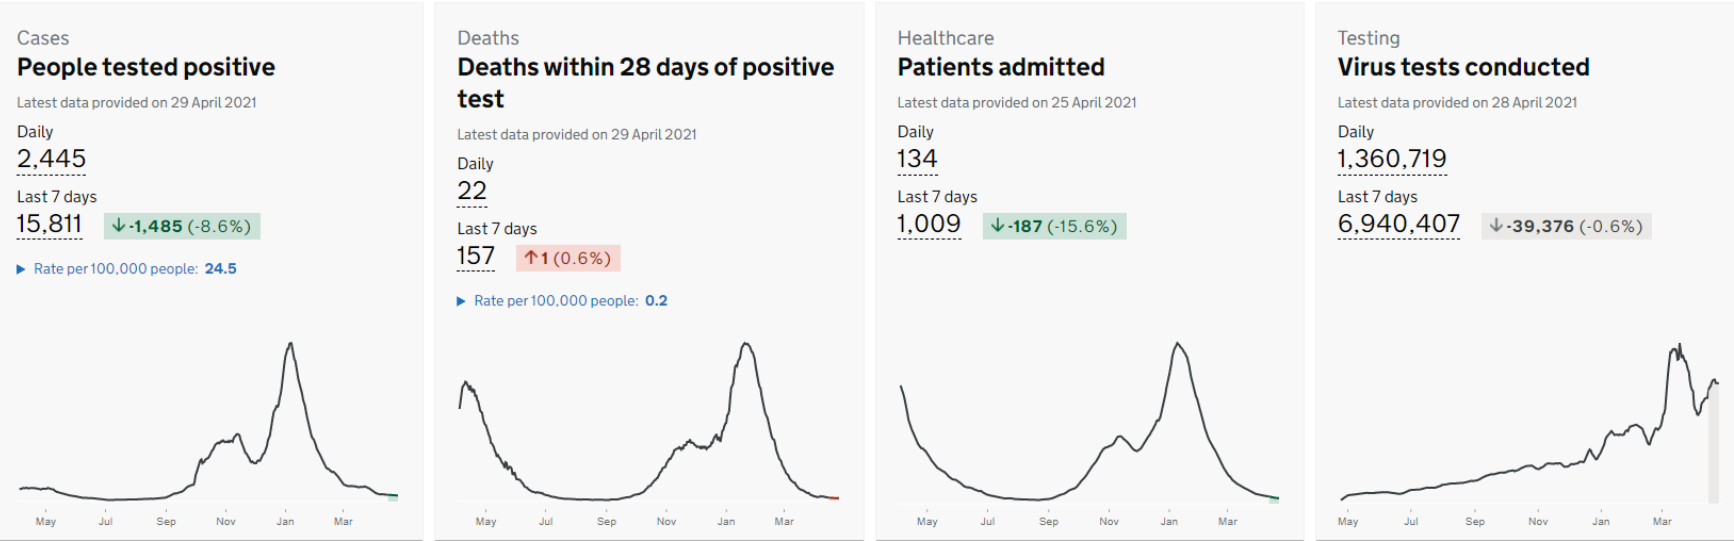 Cases
People tested positive
Latest data provided on 29 April 2021
Daily
2,445
Last 7 days
15,811 ↓ -1,485 (-8.6%)
▶ Rate per 100,000 people: 24.5
May Jul Sep Nov Jan Mar
Deaths
Deaths within 28 days of positive
test
Latest data provided on 29 April 2021
Daily
22
Last 7 days
157 ↑ 1 (0.6%)
▶ Rate per 100,000 people: 0.2
May Jul Sep Nov Jan Mar
Healthcare
Patients admitted
Latest data provided on 25 April 2021
Daily
134
Last 7 days
1,009 ↓ -187 (-15.6%)
May Jul Sep Nov Jan Mar
Testing
Virus tests conducted
Latest data provided on 28 April 2021
Daily
1,360,719
Last 7 days
6,940,407 ↓ -39,376 (-0.6%)
May Jul Sep Nov Jan Mar